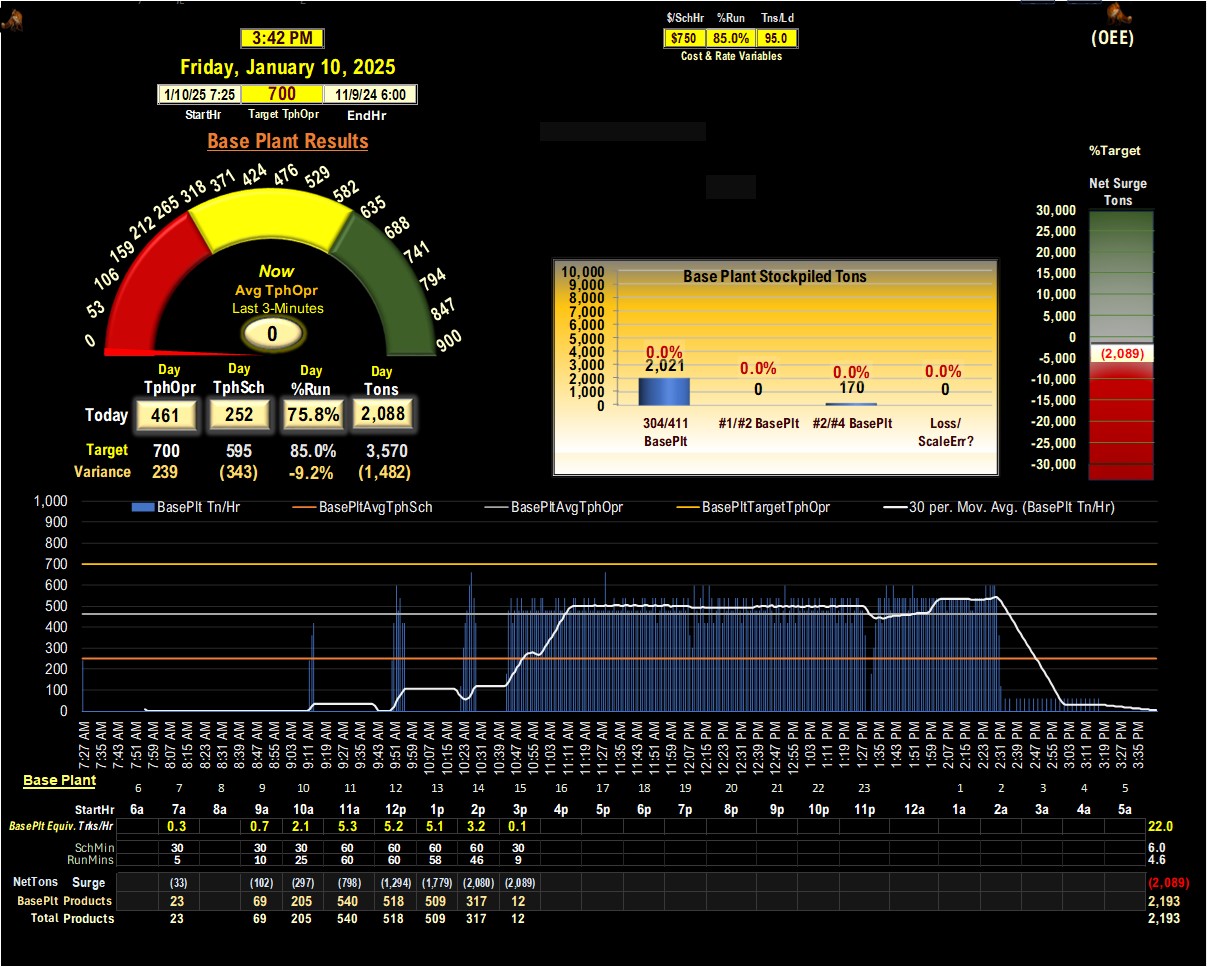 $/SchHr %Run Tns/Ld
$750 85.0% 95.0
Cost & Rate Variables
(OEE)
3:42 PM
Friday, January 10, 2025
1/10/25 7:25 700 11/9/24 6:00
StartHr Target TphOpr EndHr
Base Plant Results
0 53 106 159 212 265 318 371 424 476 529 582 635 688 741 794 847 900
Now
Avg TphOpr
Last 3-Minutes
0
Day Day Day Day
TphOpr TphSch %Run Tons
Today 461 252 75.8% 2,088
Target 700 595 85.0% 3,570
Variance 239 (343) -9.2% (1,482)
Base Plant Stockpiled Tons
10,000
9,000
8,000
7,000
6,000
5,000
4,000
3,000
2,000
1,000
0
0.0% 0.0% 0.0% 0.0%
2,021 0 170 0
304/411 BasePlt
#1/#2 BasePlt
#2/#4 BasePlt
Loss/ ScaleErr?
%Target
Net Surge
Tons
30,000
25,000
20,000
15,000
10,000
5,000
0
-5,000
-10,000
-15,000
-20,000
-25,000
-30,000
(2,089)
BasePlt Tn/Hr BasePltAvgTphSch BasePltAvgTphOpr BasePltTargetTphOpr 30 per. Mov. Avg. (BasePlt Tn/Hr)
1,000
900
800
700
600
500
400
300
200
100
0
7:27 AM 7:35 AM 7:43 AM 7:51 AM 7:59 AM 8:07 AM 8:15 AM 8:23 AM 8:31 AM 8:39 AM 8:47 AM 8:55 AM 9:03 AM 9:11 AM 9:19 AM 9:27 AM 9:35 AM 9:43 AM 9:51 AM 9:59 AM 10:07 AM 10:15 AM 10:23 AM 10:31 AM 10:39 AM 10:47 AM 10:55 AM 11:03 AM 11:11 AM 11:19 AM 11:27 AM 11:35 AM 11:43 AM 11:51 AM 11:59 AM 12:07 PM 12:15 PM 12:23 PM 12:31 PM 12:39 PM 12:47 PM 12:55 PM 1:03 PM 1:11 PM 1:19 PM 1:27 PM 1:35 PM 1:43 PM 1:51 PM 1:59 PM 2:07 PM 2:15 PM 2:23 PM 2:31 PM 2:39 PM 2:47 PM 2:55 PM 3:03 PM 3:11 PM 3:19 PM 3:27 PM 3:35 PM
Base Plant
6 7 8 9 10 11 12 13 14 15 16 17 18 19 20 21 22 23 1 2 3 4 5
StartHr 6a 7a 8a 9a 10a 11a 12p 1p 2p 3p 4p 5p 6p 7p 8p 9p 10p 11p 12a 1a 2a 3a 4a 5a
BasePlt Equiv. Trks/Hr 0.3 0.7 2.1 5.3 5.2 5.1 3.2 0.1 22.0
SchMin 30 30 30 60 60 60 60 30 6.0
RunMins 5 10 25 60 60 58 46 9 4.6
NetTons Surge (33) (102) (297) (798) (1,294) (1,779) (2,080) (2,089) (2,089)
BasePlt Products 23 69 205 540 518 509 317 12 2,193
Total Products 23 69 205 540 518 509 317 12 2,193